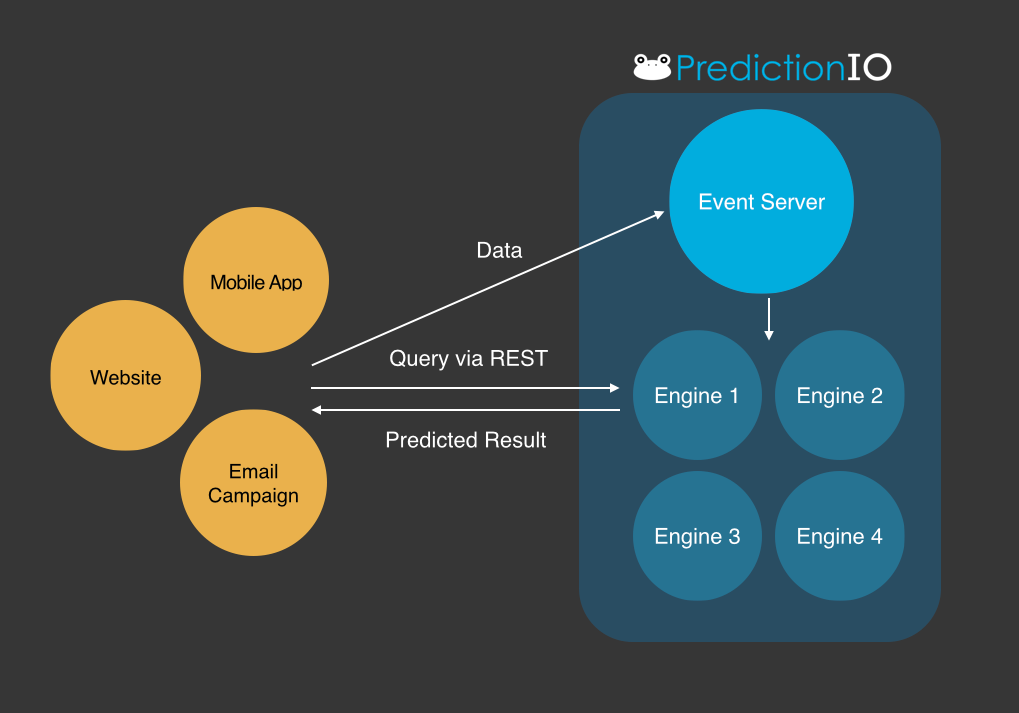 PredictionIO
Event Server
Data
Mobile App
Query via REST
Website
Engine 1
Engine 2
Predicted Result
Email
Campaign
Engine 3
Engine 4